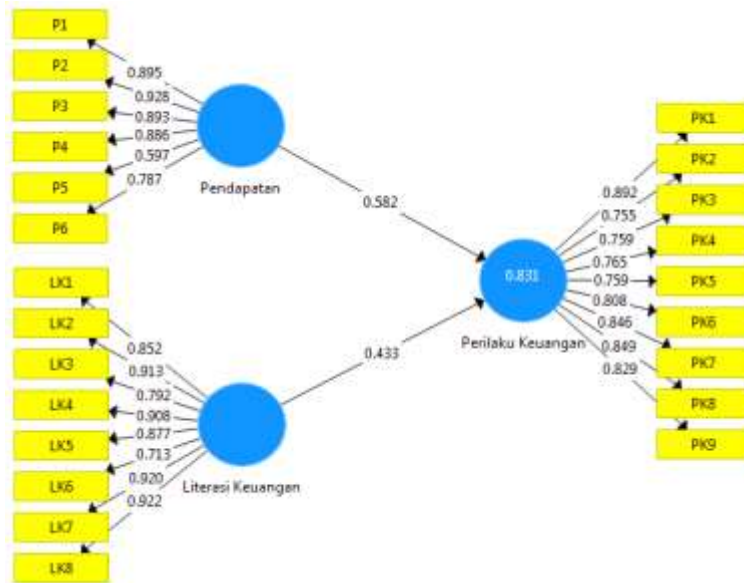 P1
P2
P3
P4
P5
P6
0.895
0.928
0.893
0.886
0.597
0.787
Pendapatan
0.582
LK1
LK2
LK3
LK4
LK5
LK6
LK7
LK8
0.852
0.913
0.792
0.908
0.877
0.713
0.920
0.922
Literasi Keuangan
0.433
0.831
Perilaku Keuangan
0.892
0.755
0.759
0.765
0.759
0.808
0.846
0.849
0.829
PK1
PK2
PK3
PK4
PK5
PK6
PK7
PK8
PK9